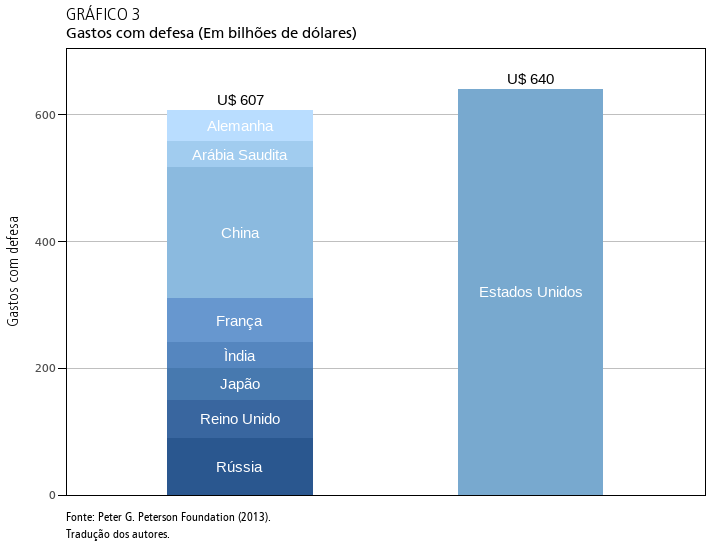 GRÁFICO 3
Gastos com defesa (Em bilhões de dólares)
U$ 607
U$ 640
600
400
200
0
Gastos com defesa
Alemanha
Arábia Saudita
China
França
Ìndia
Japão
Reino Unido
Rússia
Estados Unidos
Fonte: Peter G. Peterson Foundation (2013).
Tradução dos autores.